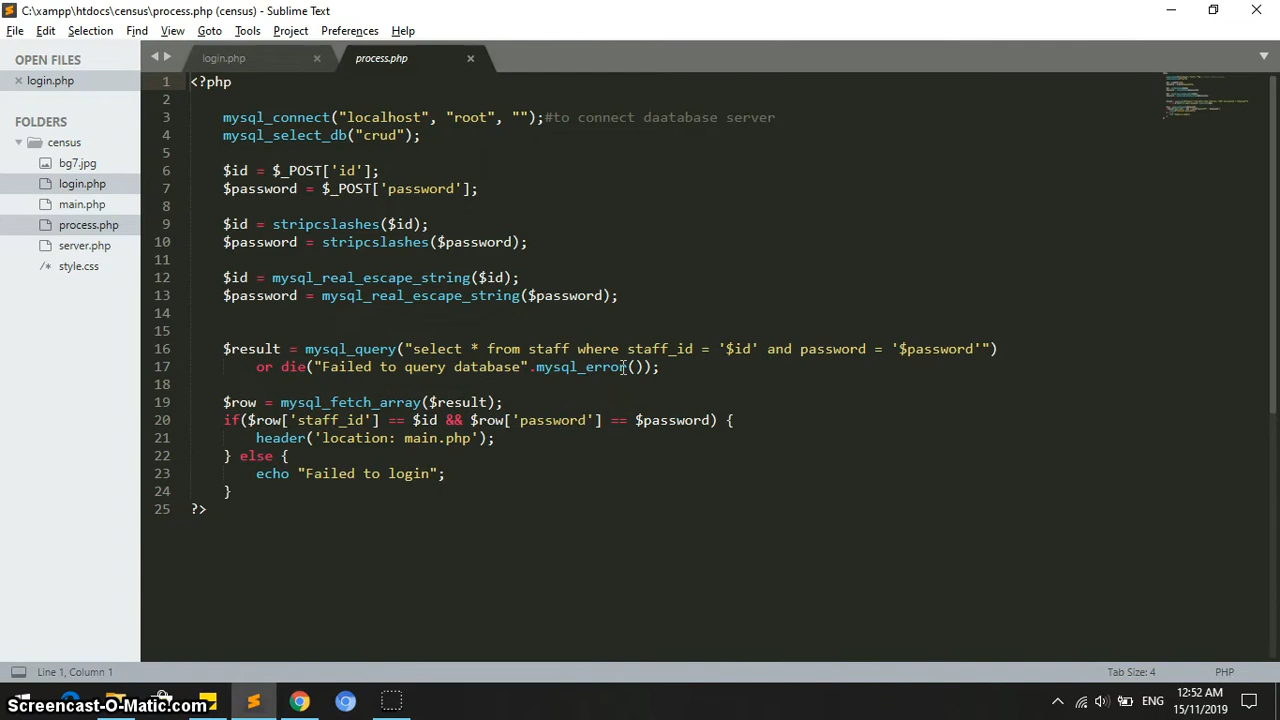 C:\xampp\htdocs\census\process.php (census) - Sublime Text
File Edit Selection Find View Goto Tools Project Preferences Help
OPEN FILES
login.php
FOLDERS
census
bg7.jpg
login.php
main.php
process.php
server.php
/* style.css
login.php
process.php
1 <?php
2
3 mysql_connect("localhost", "root", "");#to connect daatabase server
4 mysql_select_db("crud");
5
6 $id = $_POST['id'];
7 $password = $_POST['password'];
8
9 $id = stripcslashes($id);
10 $password = stripcslashes($password);
11
12 $id = mysql_real_escape_string($id);
13 $password = mysql_real_escape_string($password);
14
15
16 $result = mysql_query("select * from staff where staff_id = '$id' and password = '$password'")
17 or die("Failed to query database".mysql_error());
18
19 $row = mysql_fetch_array($result);
20 if($row['staff_id'] == $id && $row['password'] == $password) {
21 header('location: main.php');
22 } else {
23 echo "Failed to login";
24 }
25 ?>
Line 1, Column 1
Tab Size: 4
PHP
Screencast-O-Matic.com
ENG
12:52 AM
15/11/2019